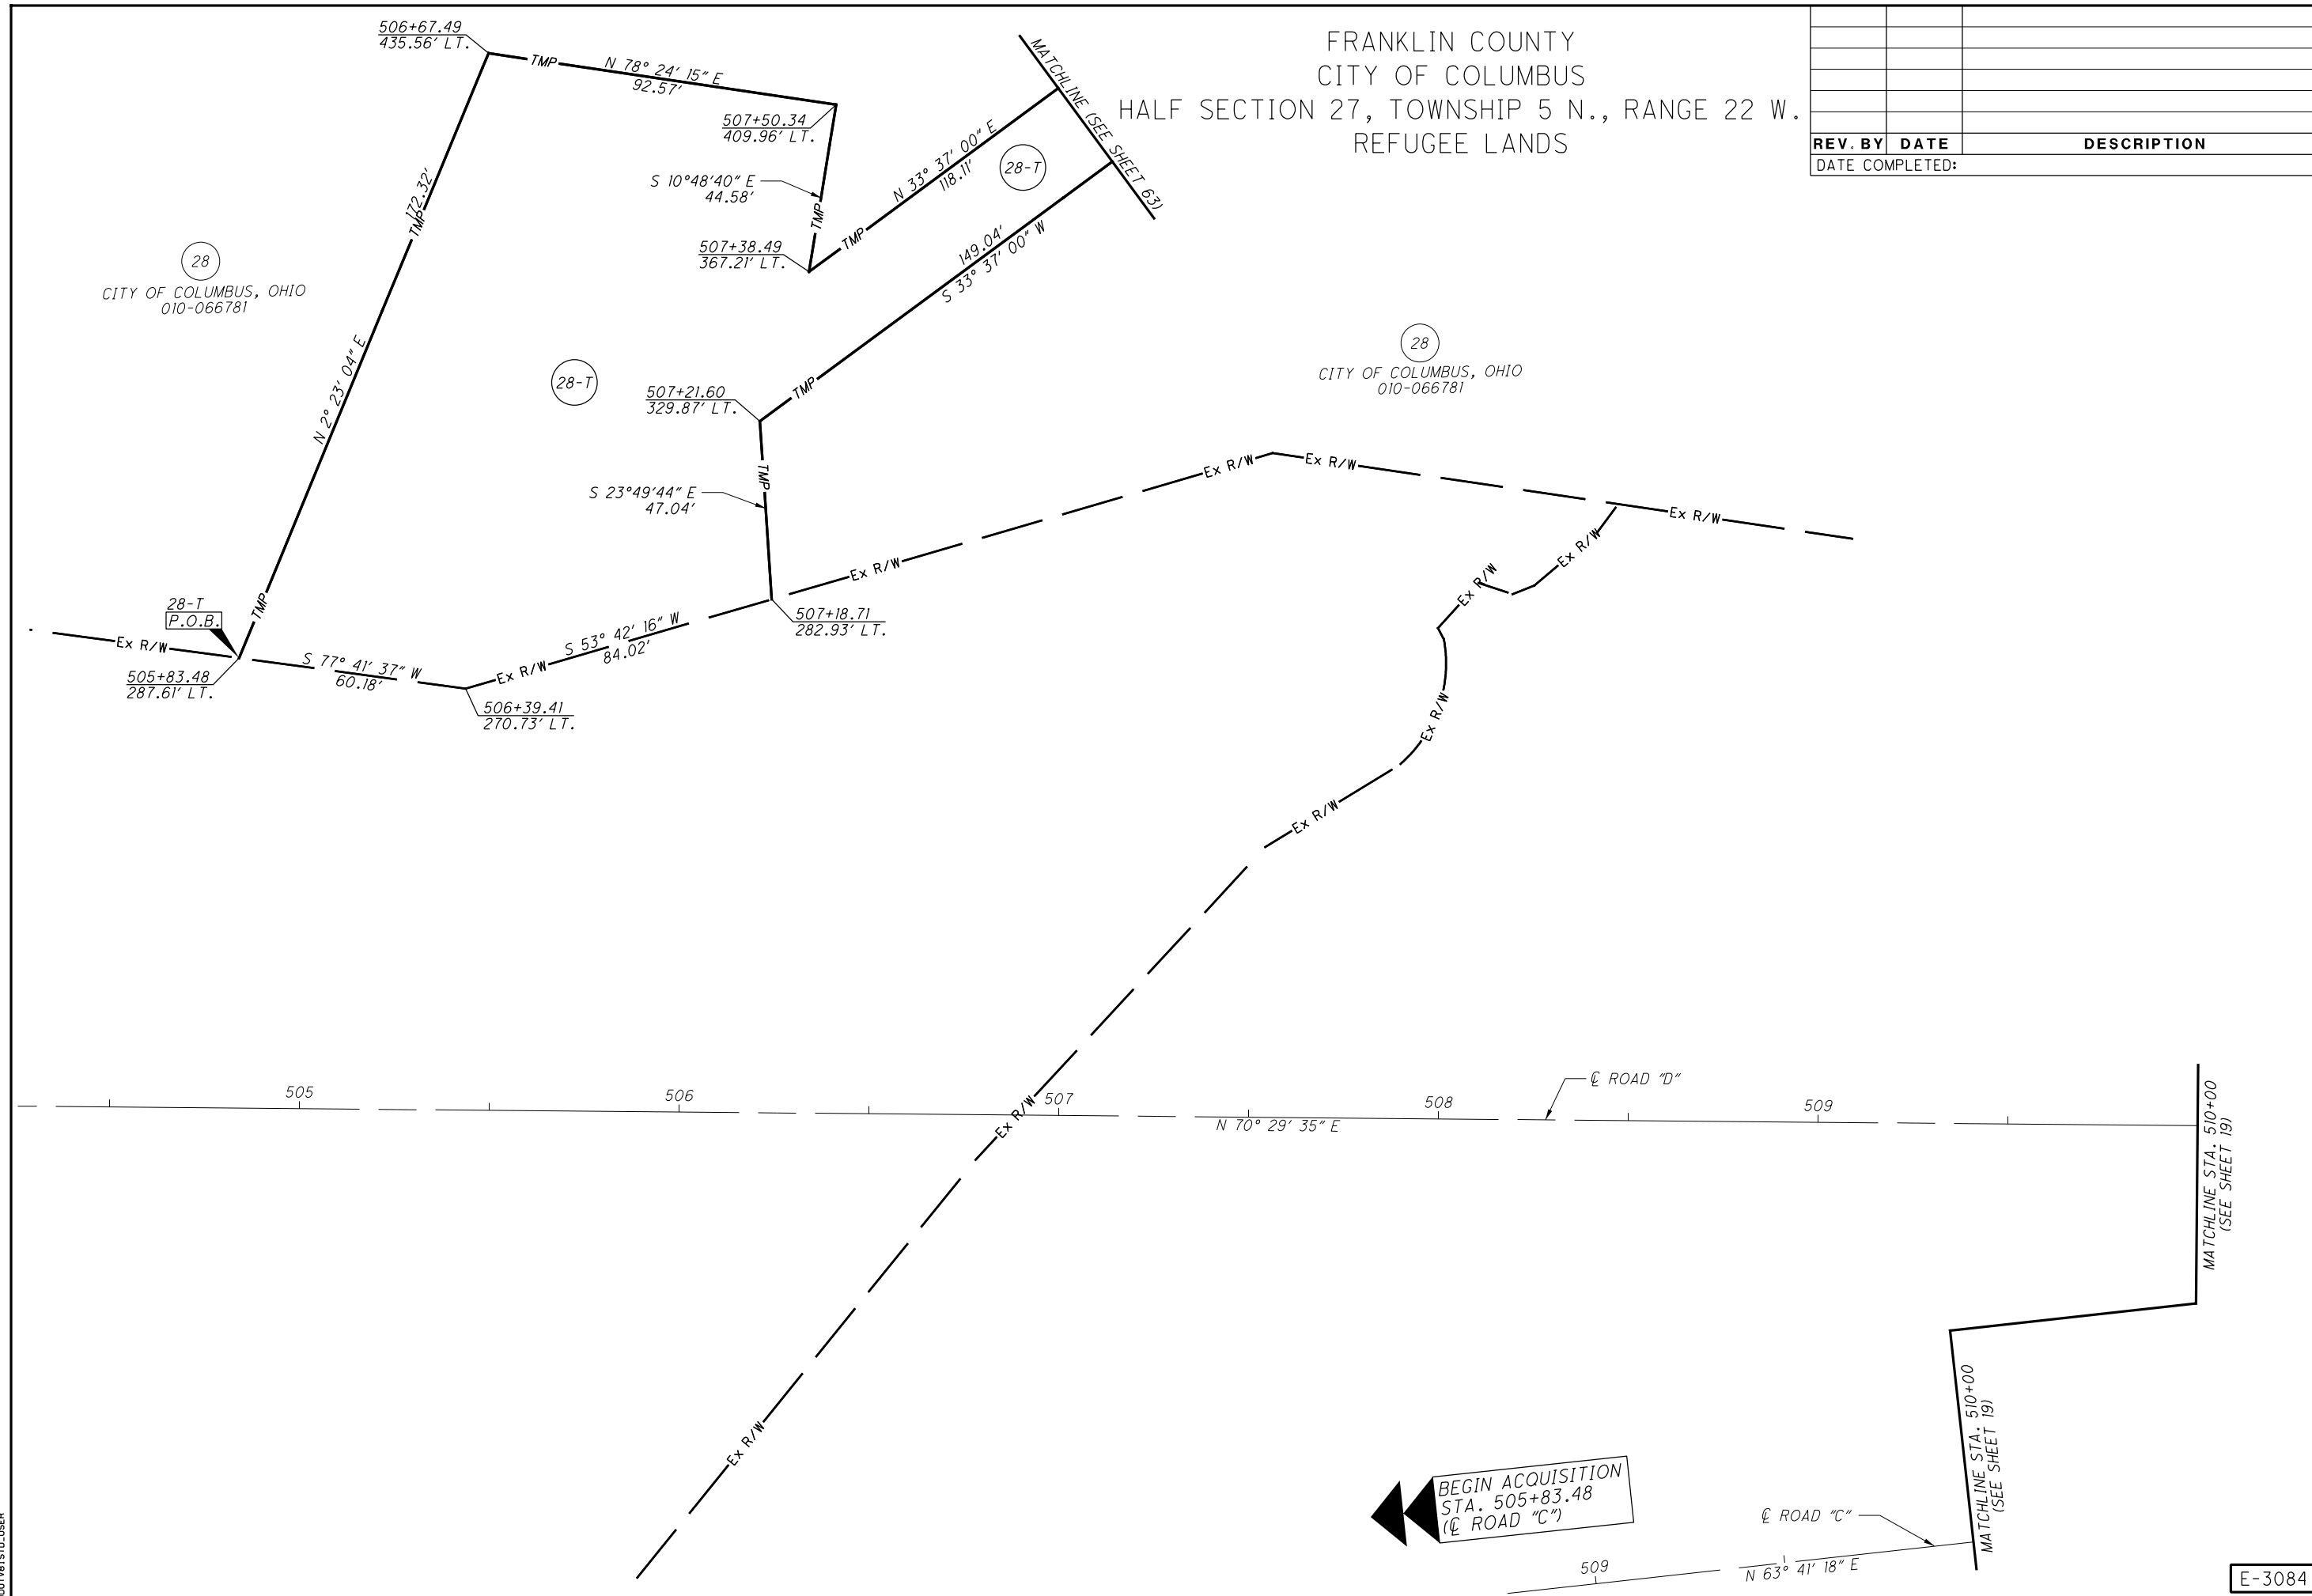 506+67.49
435.56' LT.
TMP
N 78° 24' 15" E
92.57'
507+50.34
409.96' LT.
MATCHLINE (SEE SHEET 63)
FRANKLIN COUNTY
CITY OF COLUMBUS
HALF SECTION 27, TOWNSHIP 5 N., RANGE 22 W.
REFUGEE LANDS
REV. BY DATE DESCRIPTION
DATE COMPLETED:
S 10°48'40" E
44.58'
TMP
N 33° 37' 00" E
118.11'
28-T
172.32'
TMP
507+38.49
367.21' LT.
TMP
149.04'
S 33° 37' 00" W
28
CITY OF COLUMBUS, OHIO
010-066781
N 2° 23' 04" E
28-T
507+21.60
329.87' LT.
TMP
28
CITY OF COLUMBUS, OHIO
010-066781
TMP
S 23°49'44" E
47.04'
Ex R/W
Ex R/W
Ex R/W
Ex R/W
Ex R/W
Ex R/W
28-T
P.O.B.
TMP
Ex R/W
505+83.48
287.61' LT.
S 77° 41' 37" W
60.18'
Ex R/W
S 53° 42' 16" W
84.02'
507+18.71
282.93' LT.
506+39.41
270.73' LT.
Ex R/W
Ex R/W
505
506
Ex R/W
507
508
509
N 70° 29' 35" E
℄ ROAD "D"
MATCHLINE STA. 510+00
(SEE SHEET 19)
Ex R/W
BEGIN ACQUISITION
STA. 505+83.48
(℄ ROAD "C")
509
N 63° 41' 18" E
℄ ROAD "C"
MATCHLINE STA. 510+00
(SEE SHEET 19)
E-3084